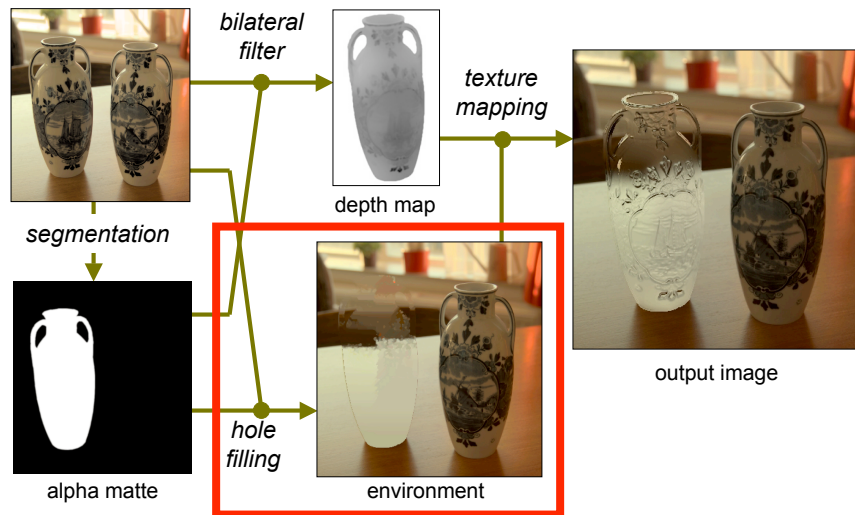 bilateral
filter
texture
mapping
depth map
segmentation
output image
hole
filling
alpha matte
environment